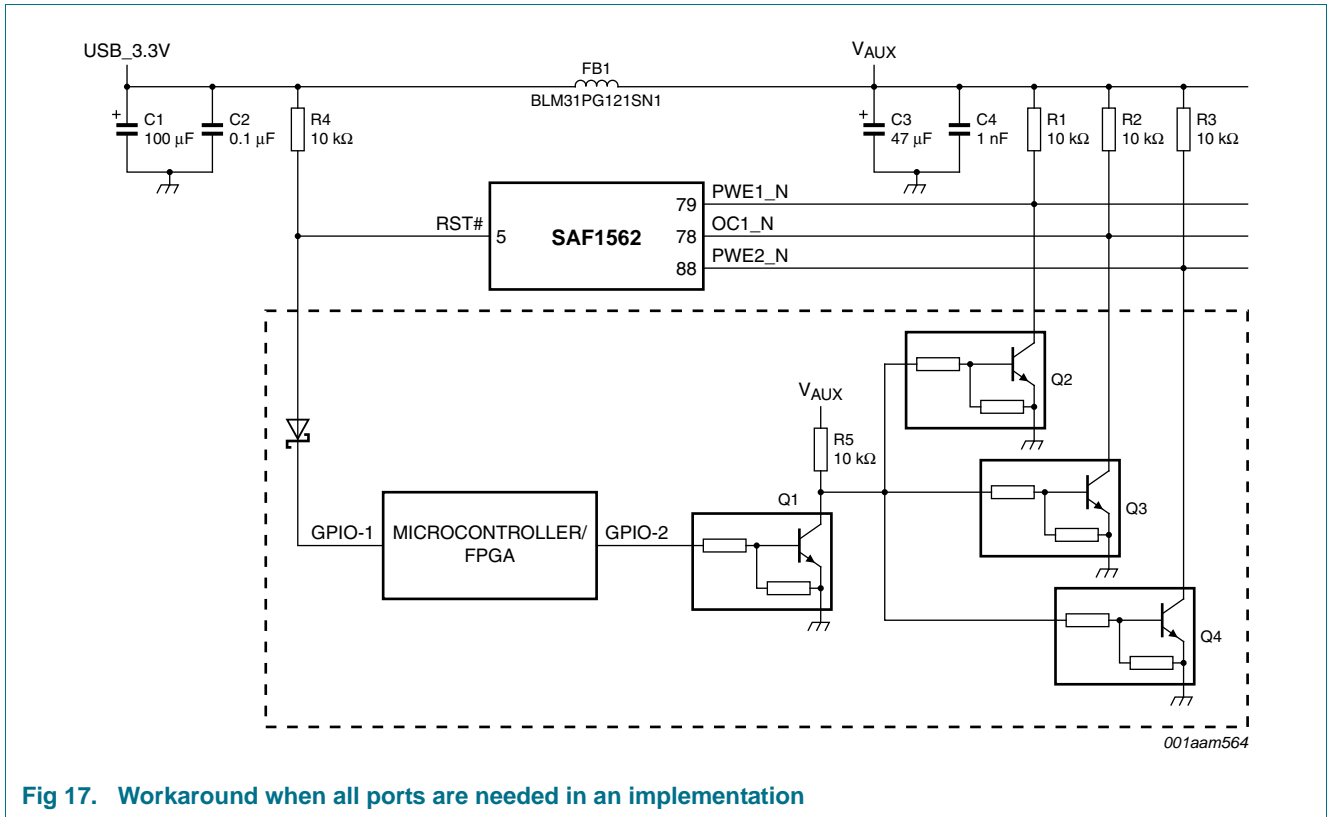 USB_3.3V
VAUX
FB1
BLM31PG121SN1
+
C1
100 μF
C2
0.1 μF
R4
10 kΩ
+
C3
47 μF
C4
1 nF
R1
10 kΩ
R2
10 kΩ
R3
10 kΩ
RST#
5
SAF1562
79
PWE1_N
78
OC1_N
88
PWE2_N
VAUX
R5
10 kΩ
Q2
Q1
Q3
GPIO-1
MICROCONTROLLER/
FPGA
GPIO-2
Q4
001aam564
Fig 17. Workaround when all ports are needed in an implementation